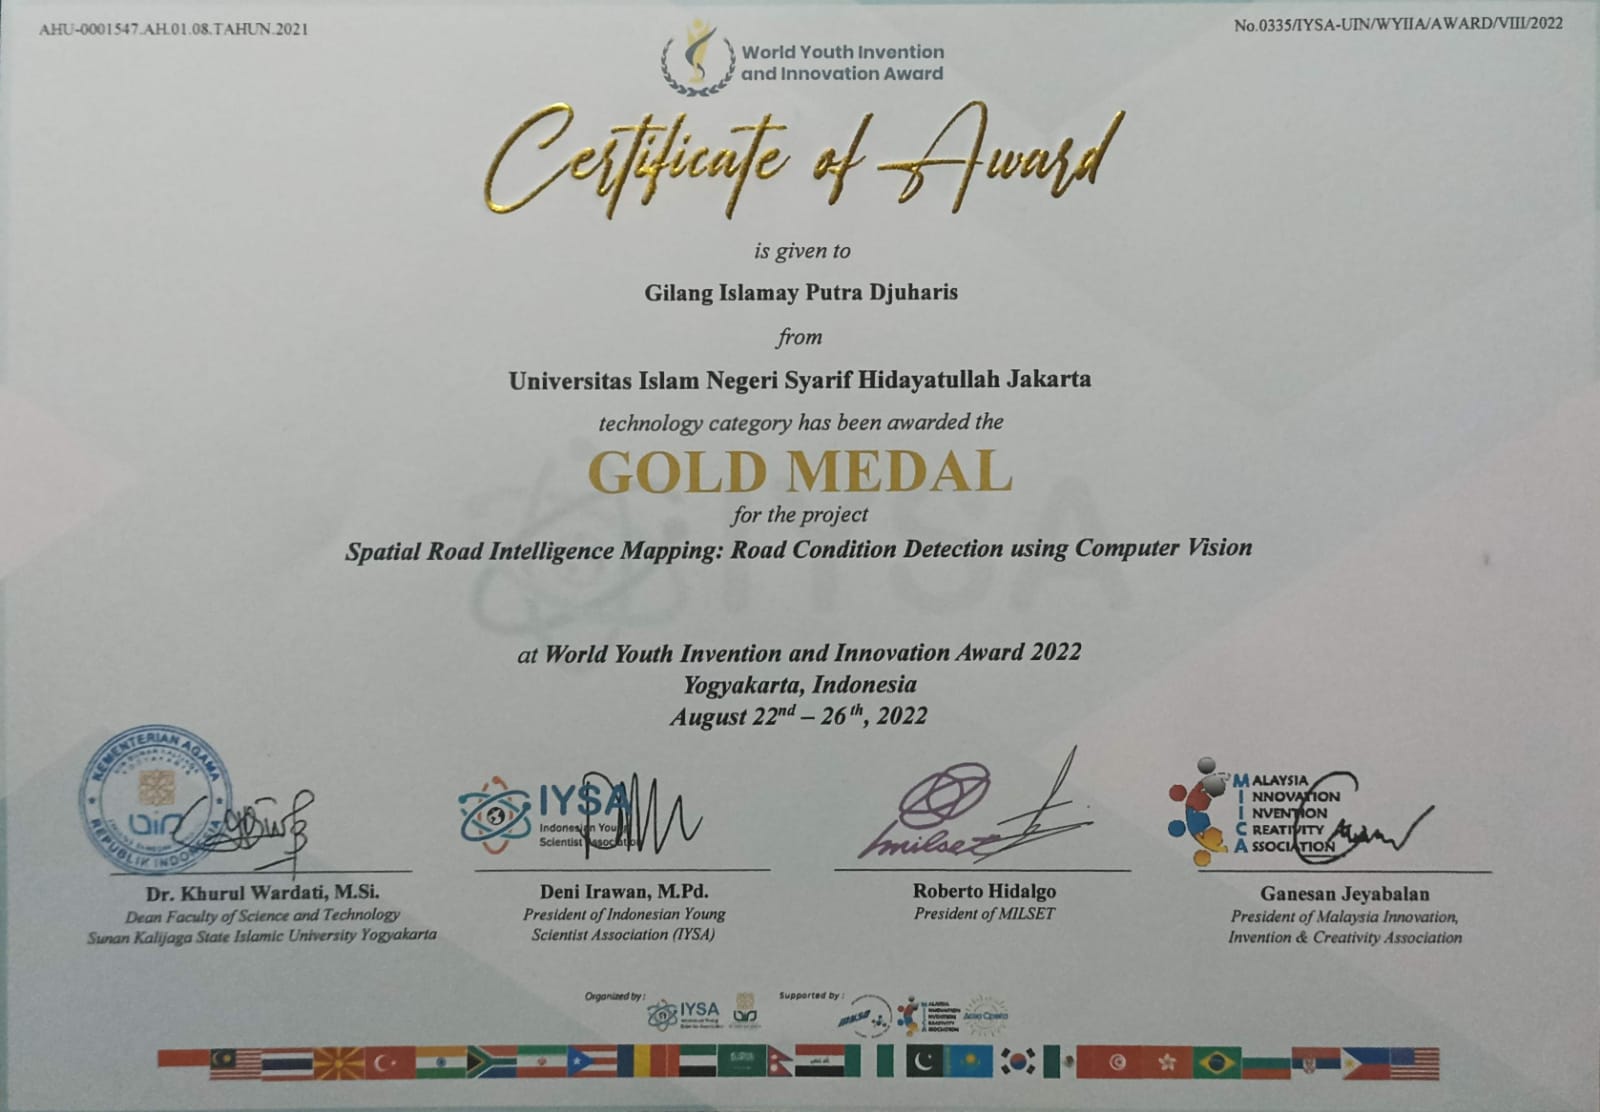 AHU-0001547.AH.01.08.TAHUN.2021
No.0335/IYSA-UIN/WYIIA/AWARD/VIII/2022
World Youth Invention
and Innovation Award
Certificate of Award
is given to
Gilang Islamay Putra Djuharis
from
Universitas Islam Negeri Syarif Hidayatullah Jakarta
technology category has been awarded the
GOLD MEDAL
for the project
Spatial Road Intelligence Mapping: Road Condition Detection using Computer Vision
IYSA
at World Youth Invention and Innovation Award 2022
Yogyakarta, Indonesia
August 22nd – 26th, 2022
KEMENTERIAN AGAMA
REPUBLIK INDONESIA
uin
IYSA
Indonesian Young
Scientist Association
milset
MALAYSIA
INNOVATION
INVENTION
CREATIVITY
ASSOCIATION
Dr. Khurul Wardati, M.Si.
Dean Faculty of Science and Technology
Sunan Kalijaga State Islamic University Yogyakarta
Deni Irawan, M.Pd.
President of Indonesian Young
Scientist Association (IYSA)
Roberto Hidalgo
President of MILSET
Ganesan Jeyabalan
President of Malaysia Innovation,
Invention & Creativity Association
Organized by :
IYSA
uin
Supported by :
MALAYSIA
INNOVATION
INVENTION
CREATIVITY
ASSOCIATION